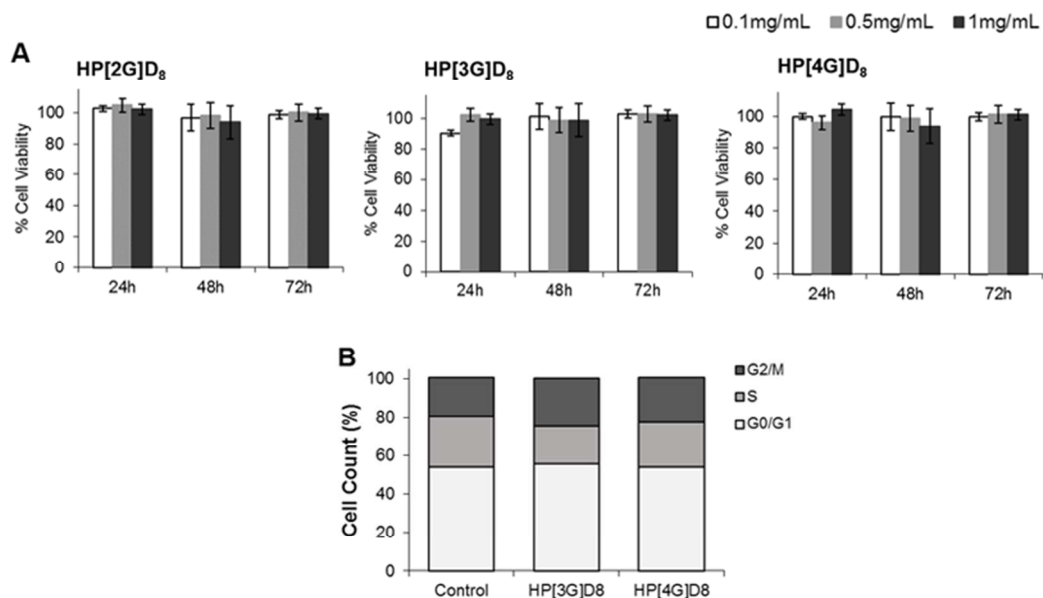 0.1mg/mL 0.5mg/mL 1mg/mL
A
HP[2G]D₈
HP[3G]D₈
HP[4G]D₈
% Cell Viability
100
80
60
40
20
0
24h 48h 72h
% Cell Viability
100
80
60
40
20
0
24h 48h 72h
% Cell Viability
100
80
60
40
20
0
24h 48h 72h
B
Cell Count (%)
100
80
60
40
20
0
Control HP[3G]D8 HP[4G]D8
G2/M
S
G0/G1